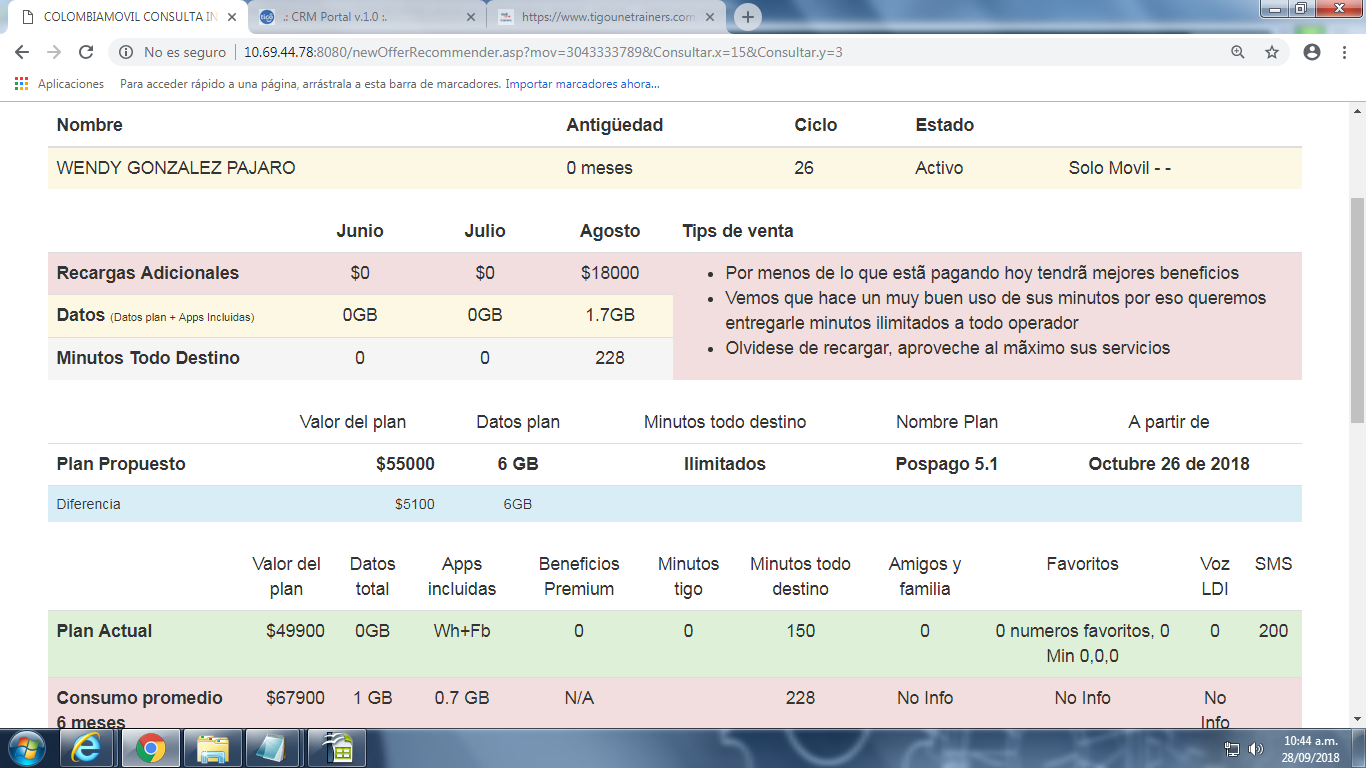 COLOMBIAMOVIL CONSULTA IN
.: CRM Portal v.1.0 :.
https://www.tigounetrainers.com
No es seguro | 10.69.44.78:8080/newOfferRecommender.asp?mov=3043333789&Consultar.x=15&Consultar.y=3
Aplicaciones Para acceder rápido a una página, arrástrala a esta barra de marcadores. Importar marcadores ahora...
Nombre Antigüedad Ciclo Estado
WENDY GONZALEZ PAJARO 0 meses 26 Activo Solo Movil - -
Junio Julio Agosto Tips de venta
Recargas Adicionales $0 $0 $18000
Datos (Datos plan + Apps Incluidas) 0GB 0GB 1.7GB
Minutos Todo Destino 0 0 228
• Por menos de lo que estã pagando hoy tendrã mejores beneficios
• Vemos que hace un muy buen uso de sus minutos por eso queremos
entregarle minutos ilimitados a todo operador
• Olvidese de recargar, aproveche al mãximo sus servicios
Valor del plan Datos plan Minutos todo destino Nombre Plan A partir de
Plan Propuesto $55000 6 GB Ilimitados Pospago 5.1 Octubre 26 de 2018
Diferencia $5100 6GB
Valor del Datos Apps Beneficios Minutos Minutos todo Amigos y Favoritos Voz SMS
plan total incluidas Premium tigo destino familia LDI
Plan Actual $49900 0GB Wh+Fb 0 0 150 0 0 numeros favoritos, 0 0 200
Min 0,0,0
Consumo promedio $67900 1 GB 0.7 GB N/A 228 No Info No Info No
6 meses Info
10:44 a.m.
28/09/2018